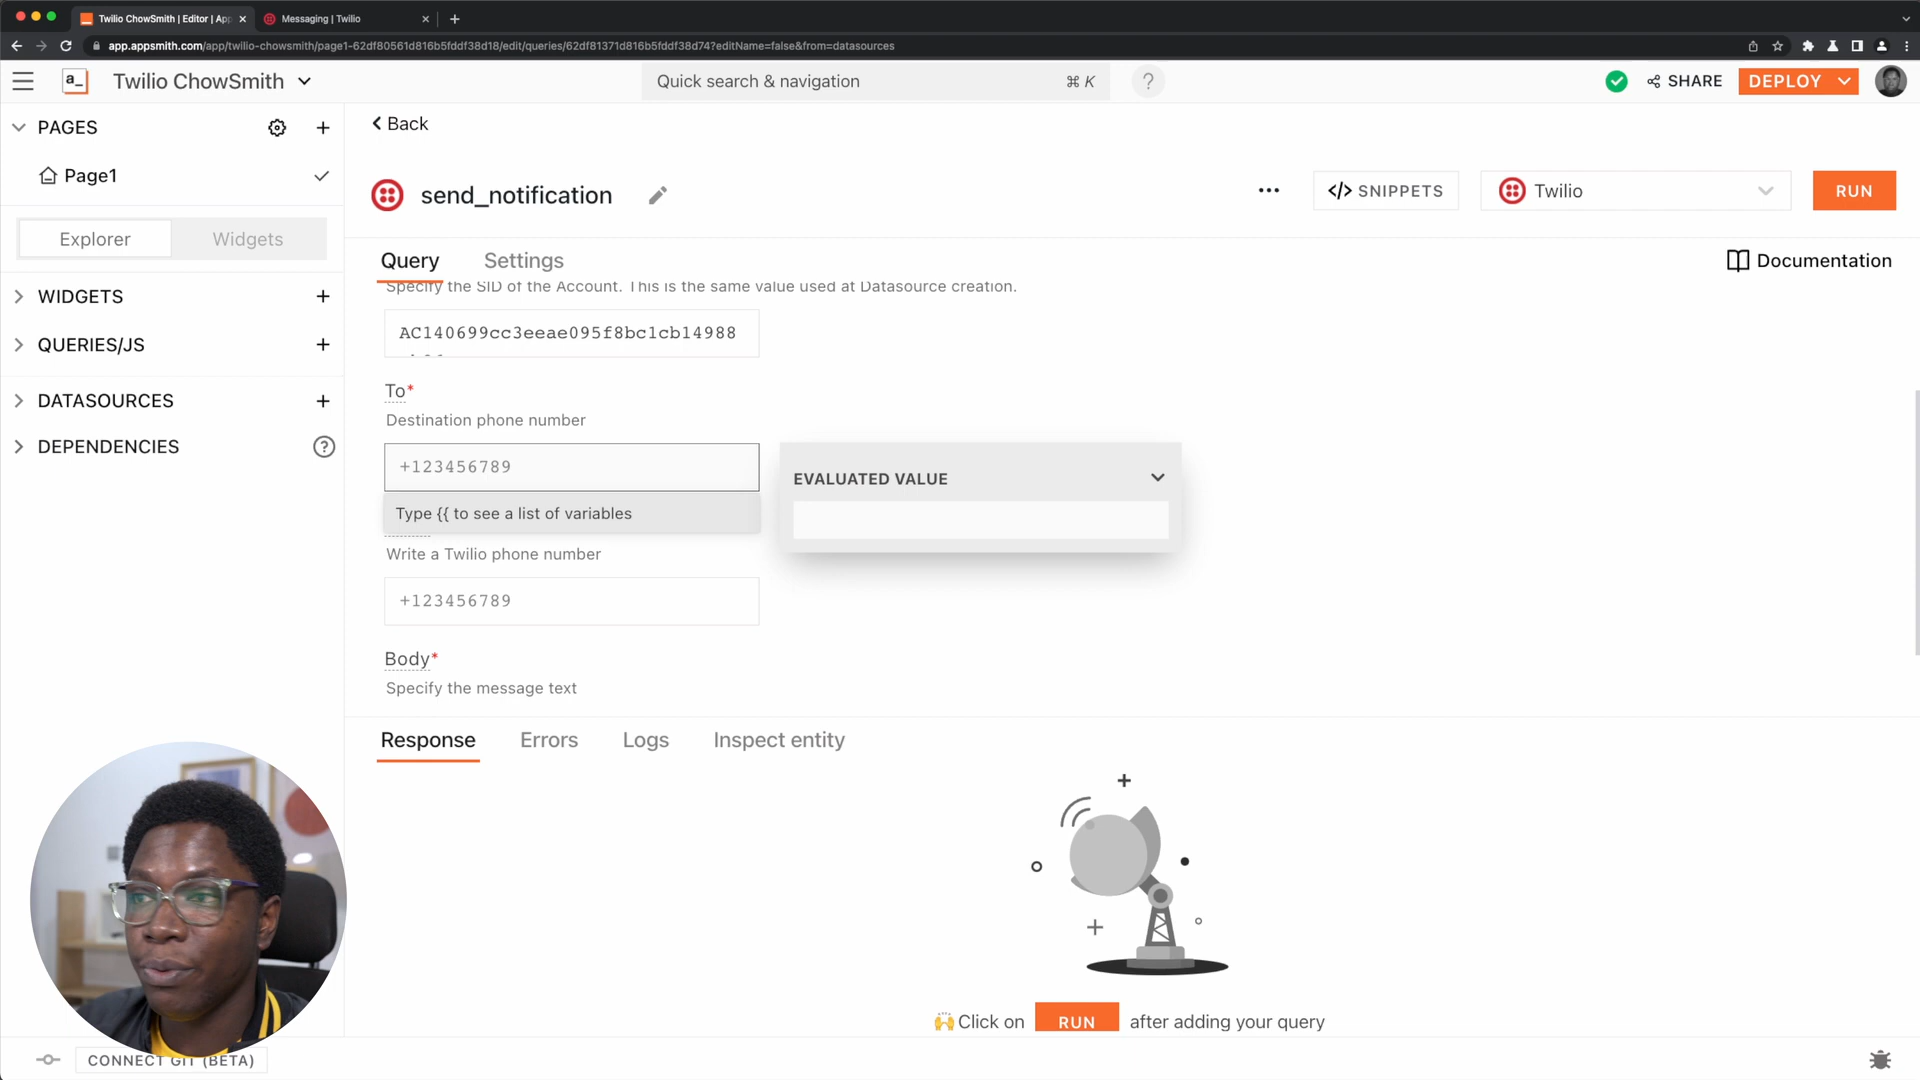 Twilio ChowSmith | Editor | App
Messaging | Twilio
app.appsmith.com/app/twilio-chowsmith/page1-62df80561d816b5fddf38d18/edit/queries/62df81371d816b5fddf38d74?editName=false&from=datasources
a_
Twilio ChowSmith
Quick search & navigation
⌘ K
?
SHARE
DEPLOY
PAGES
Page1
Explorer
Widgets
WIDGETS
QUERIES/JS
DATASOURCES
DEPENDENCIES
?
Back
send_notification
</> SNIPPETS
Twilio
RUN
Query
Settings
Documentation
Specify the SID of the Account. This is the same value used at Datasource creation.
AC140699cc3eeae095f8bc1cb14988
To*
Destination phone number
+123456789
EVALUATED VALUE
Type {{ to see a list of variables
Write a Twilio phone number
+123456789
Body*
Specify the message text
Response
Errors
Logs
Inspect entity
🙌 Click on RUN after adding your query
CONNECT GIT (BETA)